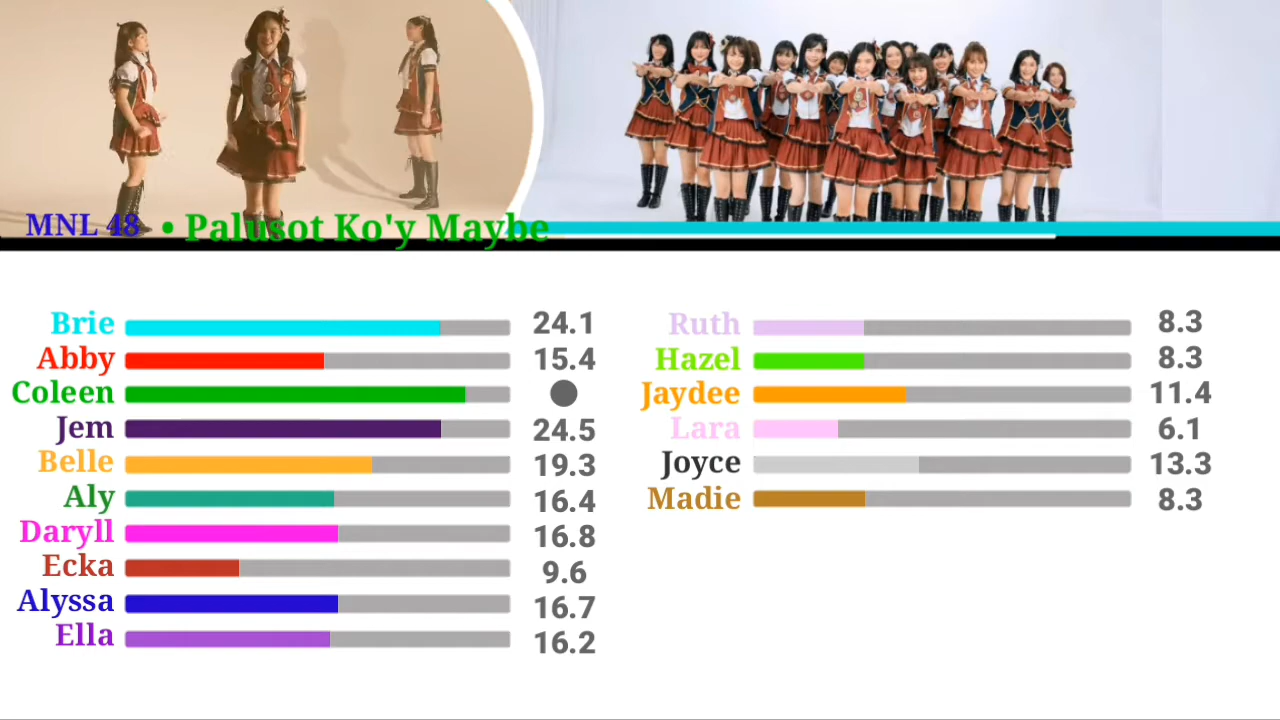 MNL 48 • Palusot Ko'y Maybe
Brie 24.1
Abby 15.4
Coleen
Jem 24.5
Belle 19.3
Aly 16.4
Daryll 16.8
Ecka 9.6
Alyssa 16.7
Ella 16.2
Ruth 8.3
Hazel 8.3
Jaydee 11.4
Lara 6.1
Joyce 13.3
Madie 8.3